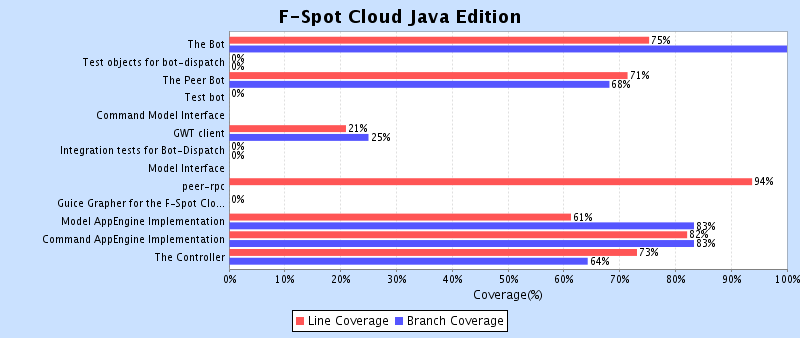 F-Spot Cloud Java Edition
The Bot
75%
Test objects for bot-dispatch
0%
0%
The Peer Bot
71%
68%
Test bot
0%
Command Model Interface
GWT client
21%
25%
Integration tests for Bot-Dispatch
0%
0%
Model Interface
peer-rpc
94%
Guice Grapher for the F-Spot Clo...
0%
Model AppEngine Implementation
61%
83%
Command AppEngine Implementation
82%
83%
The Controller
73%
64%
0% 10% 20% 30% 40% 50% 60% 70% 80% 90% 100%
Coverage(%)
Line Coverage Branch Coverage